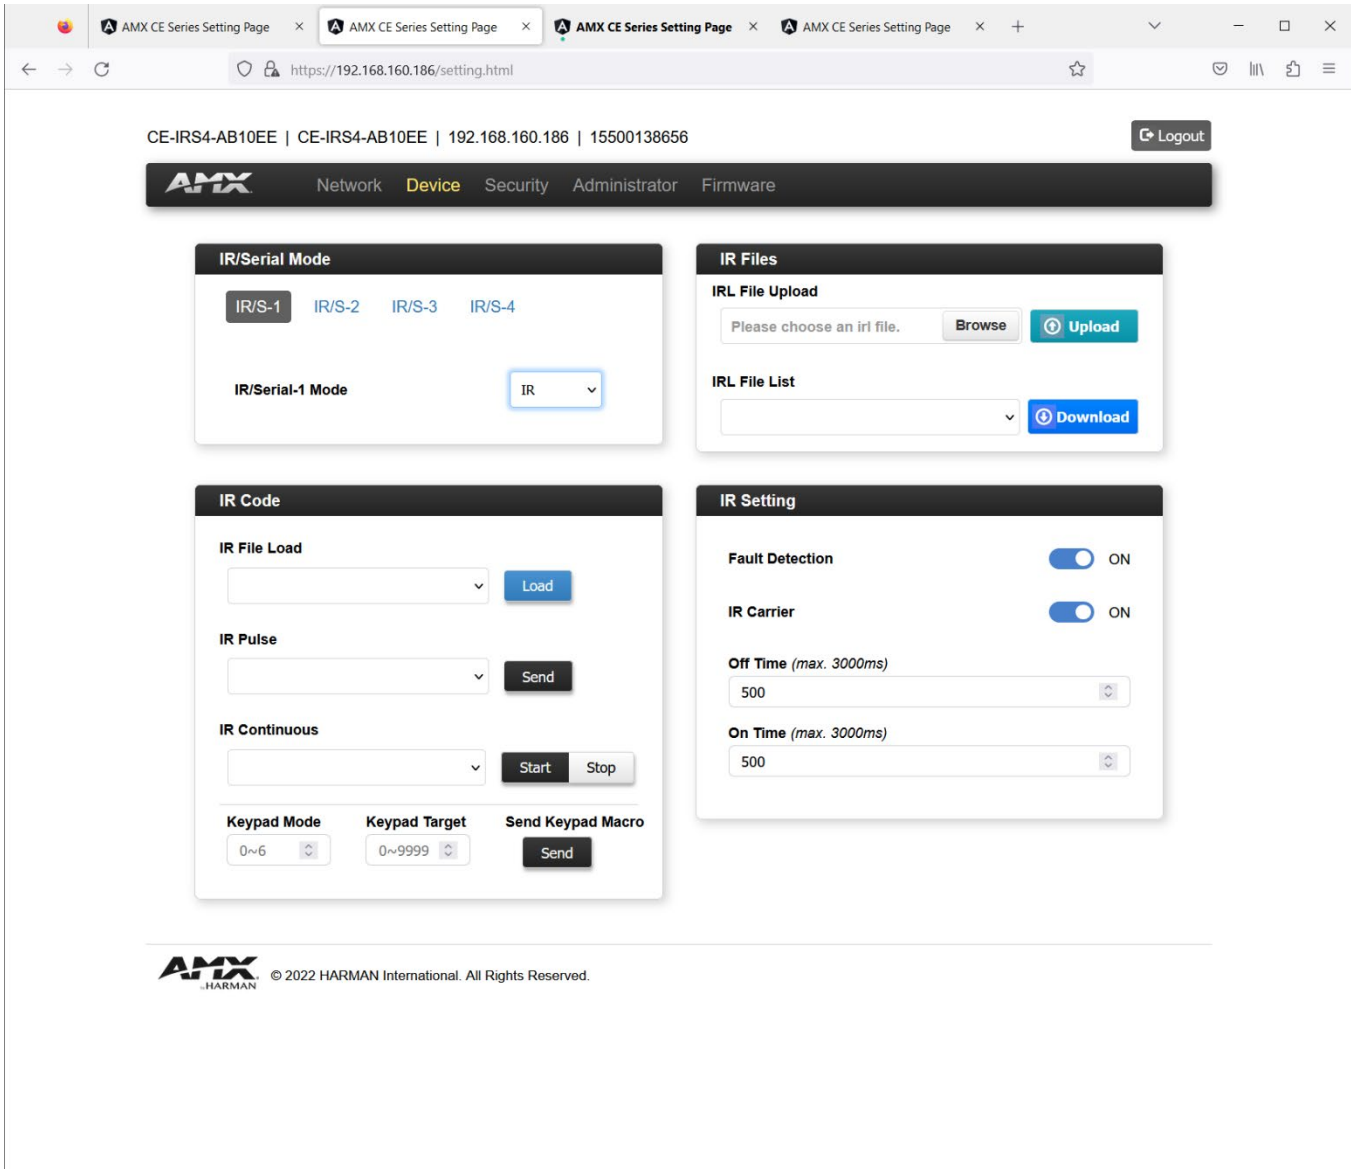 AMX CE Series Setting Page
AMX CE Series Setting Page
AMX CE Series Setting Page
AMX CE Series Setting Page
https://192.168.160.186/setting.html
CE-IRS4-AB10EE | CE-IRS4-AB10EE | 192.168.160.186 | 15500138656
Logout
AMX Network Device Security Administrator Firmware
IR/Serial Mode
IR/S-1 IR/S-2 IR/S-3 IR/S-4
IR/Serial-1 Mode IR
IR Files
IRL File Upload
Please choose an irl file. Browse Upload
IRL File List
Download
IR Code
IR File Load
Load
IR Pulse
Send
IR Continuous
Start Stop
Keypad Mode Keypad Target Send Keypad Macro
0~6 0~9999 Send
IR Setting
Fault Detection ON
IR Carrier ON
Off Time (max. 3000ms)
500
On Time (max. 3000ms)
500
AMX by HARMAN © 2022 HARMAN International. All Rights Reserved.